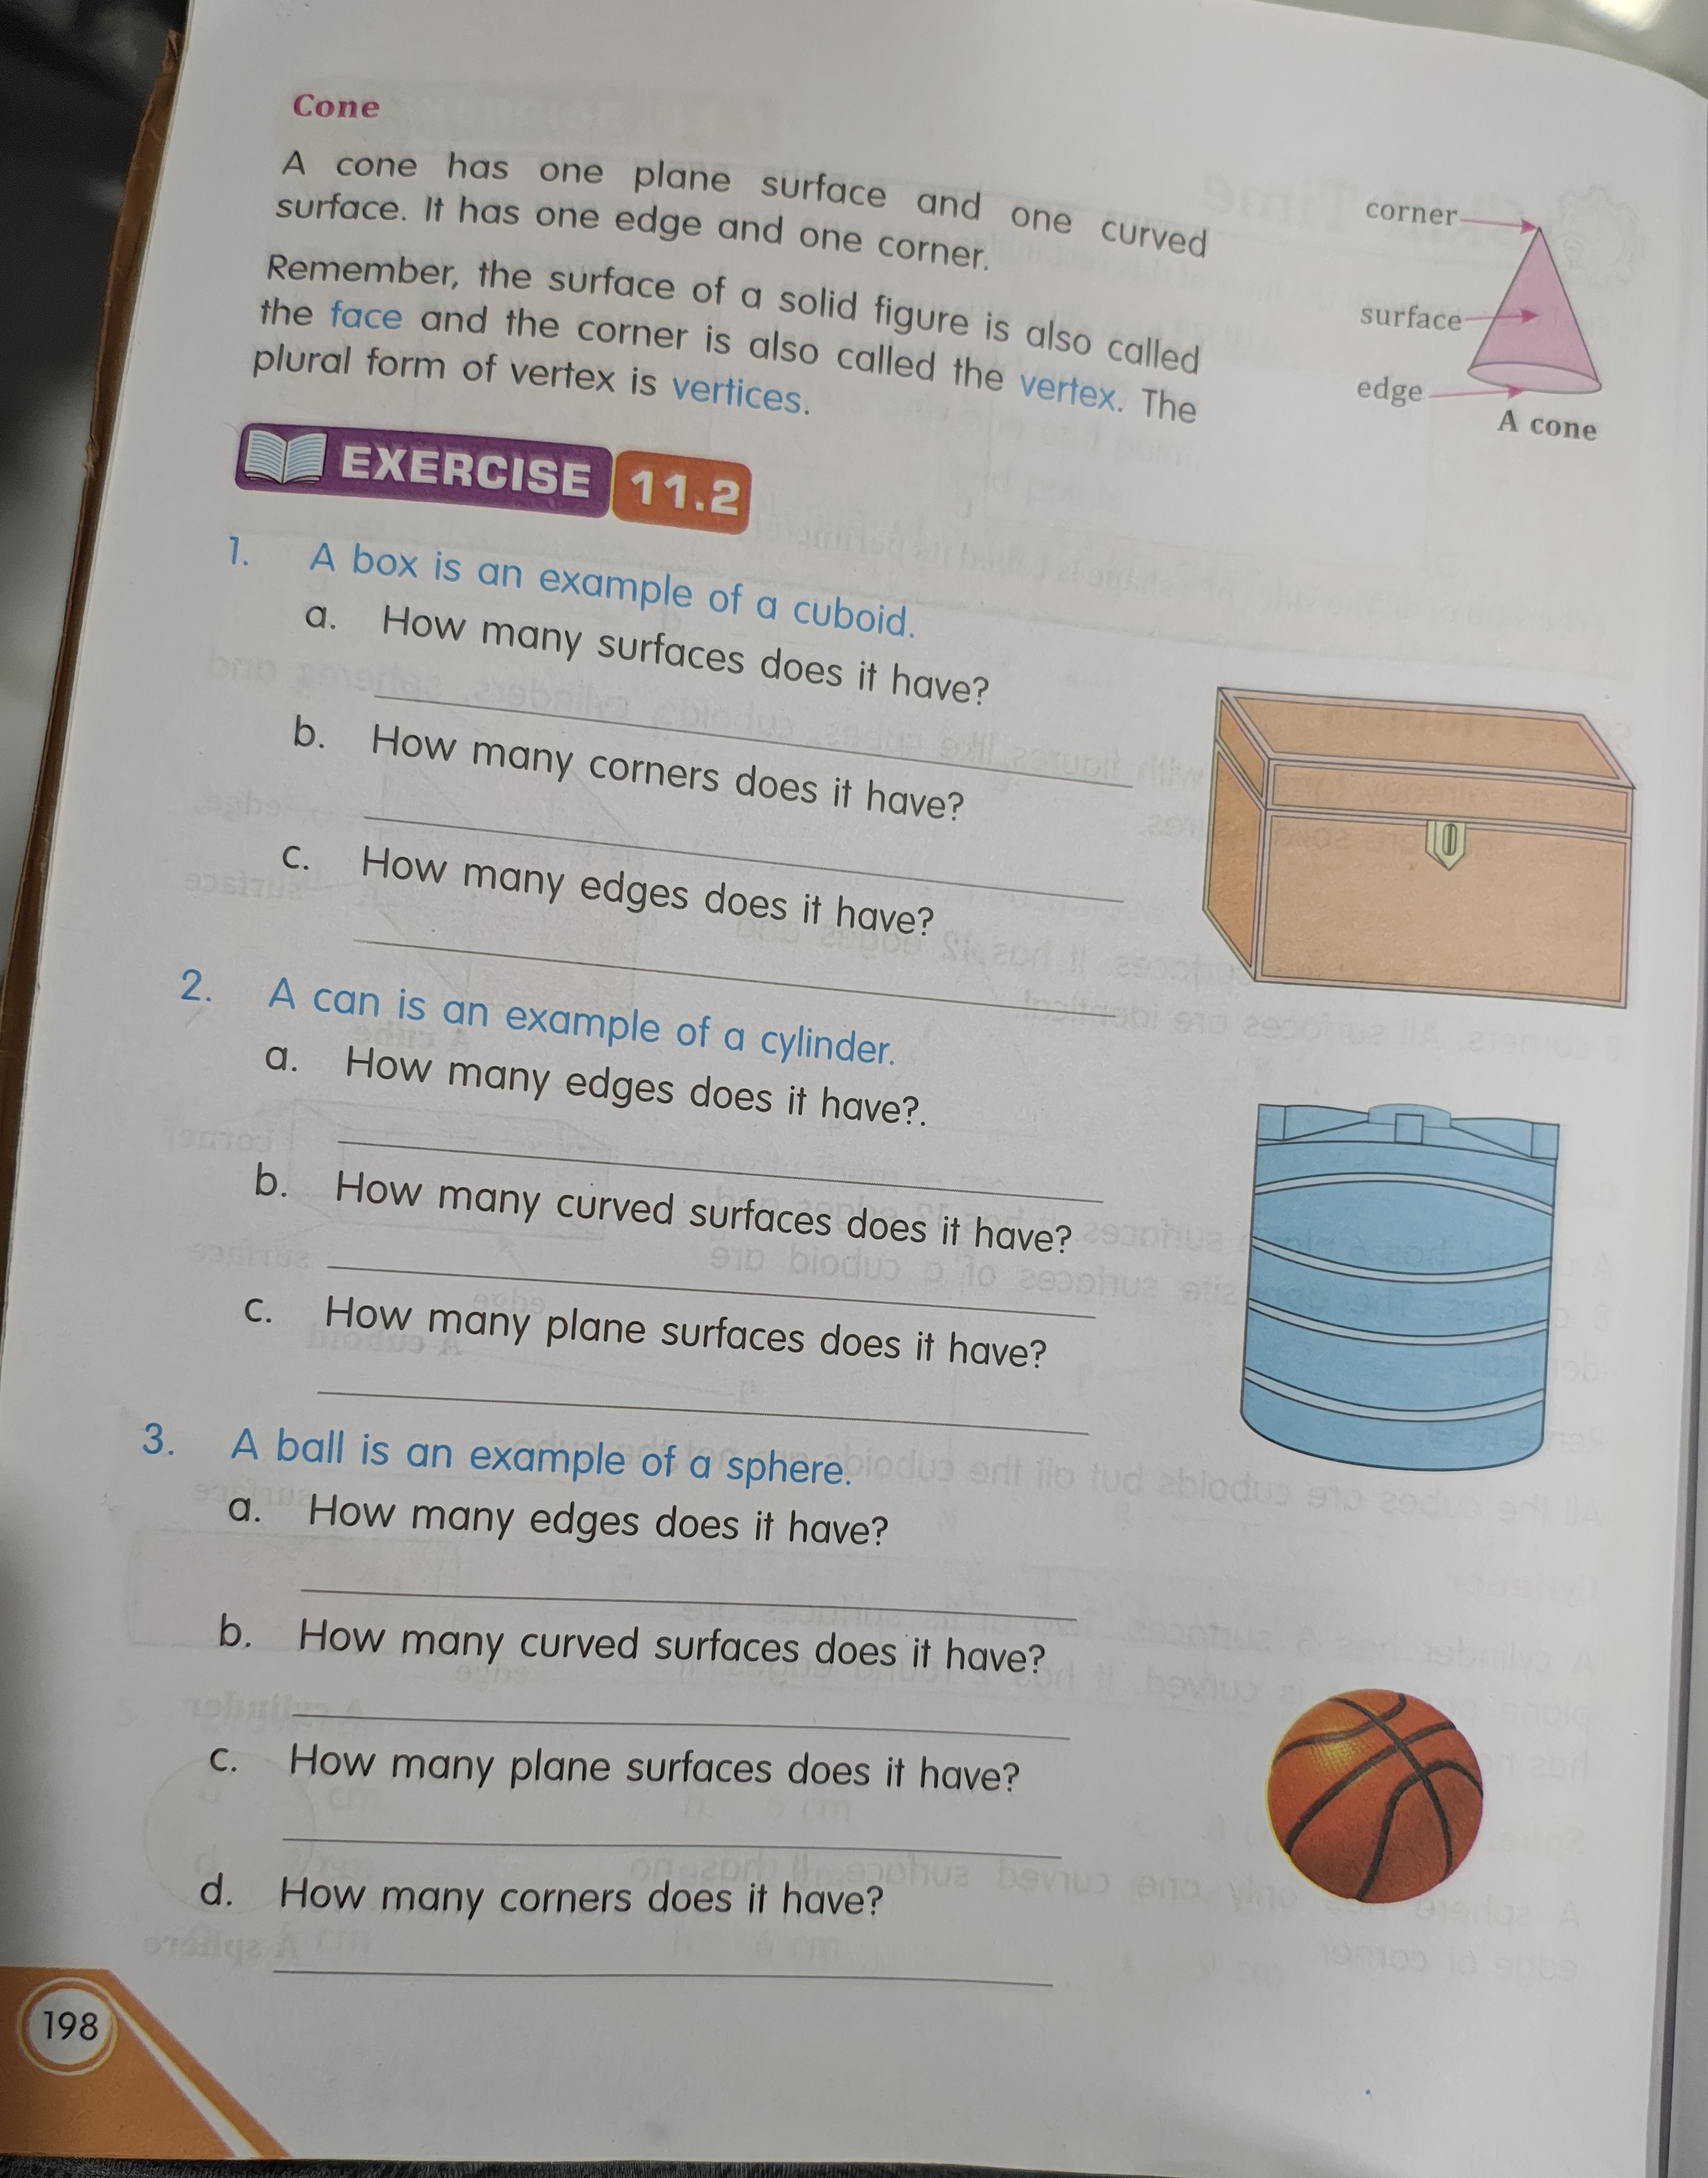 Cone
A cone has one plane surface and one curved
surface. It has one edge and one corner.
Remember, the surface of a solid figure is also called
the face and the corner is also called the vertex. The
plural form of vertex is vertices.
corner
surface
edge
A cone
EXERCISE 11.2
1. A box is an example of a cuboid.
a. How many surfaces does it have?
b. How many corners does it have?
c. How many edges does it have?
2. A can is an example of a cylinder.
a. How many edges does it have?.
b. How many curved surfaces does it have?
c. How many plane surfaces does it have?
3. A ball is an example of a sphere.
a. How many edges does it have?
b. How many curved surfaces does it have?
c. How many plane surfaces does it have?
d. How many corners does it have?
198